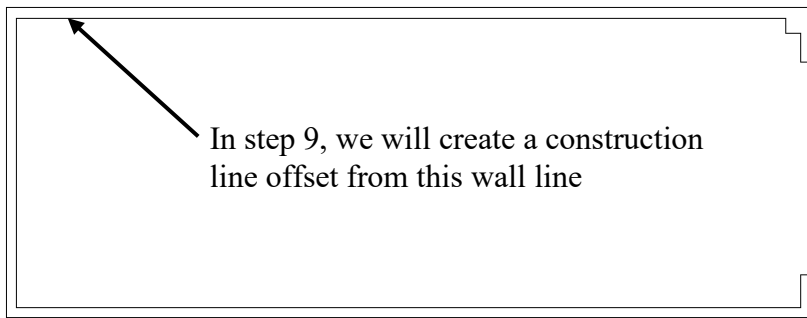 In step 9, we will create a construction
line offset from this wall line